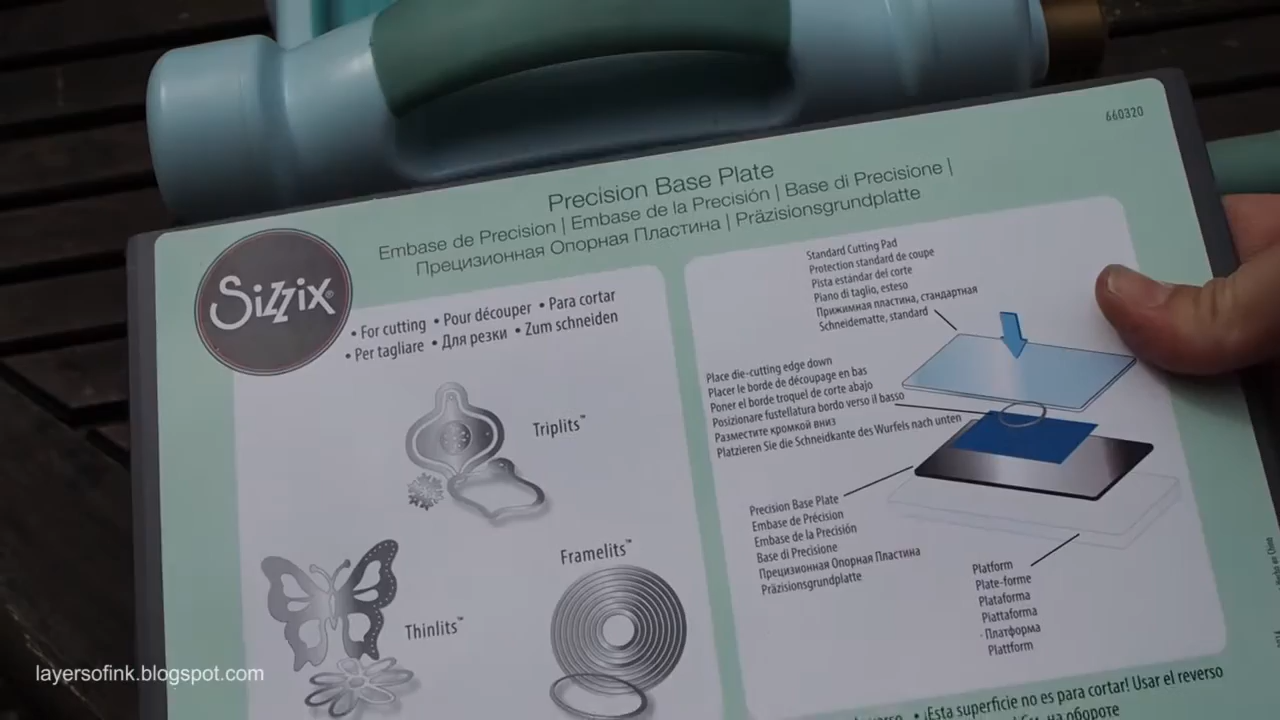 660320
Precision Base Plate
Embase de Precision | Embase de la Precisión | Base di Precisione |
Прецизионная Опорная Пластина | Präzisionsgrundplatte
Sizzix®
• For cutting • Pour découper • Para cortar
• Per tagliare • Для резки • Zum schneiden
Triplits™
Thinlits™
Framelits™
Standard Cutting Pad
Protection standard de coupe
Pista estándar del corte
Piano di taglio, esteso
Прижимная пластина, стандартная
Schneidematte, standard
Place die-cutting edge down
Placer le borde de découpage en bas
Poner el borde troquel de corte abajo
Posizionare fustellatura bordo verso il basso
Разместите кромкой вниз
Platzieren Sie die Schneidkante des Wurfels nach unten
Precision Base Plate
Embase de Précision
Embase de la Precisión
Base di Precisione
Прецизионная Опорная Пластина
Präzisionsgrundplatte
Platform
Plate-forme
Plataforma
Piattaforma
Платформа
Plattform
• ¡Esta superficie no es para cortar! Usar el reverso
на обороте
layersofink.blogspot.com